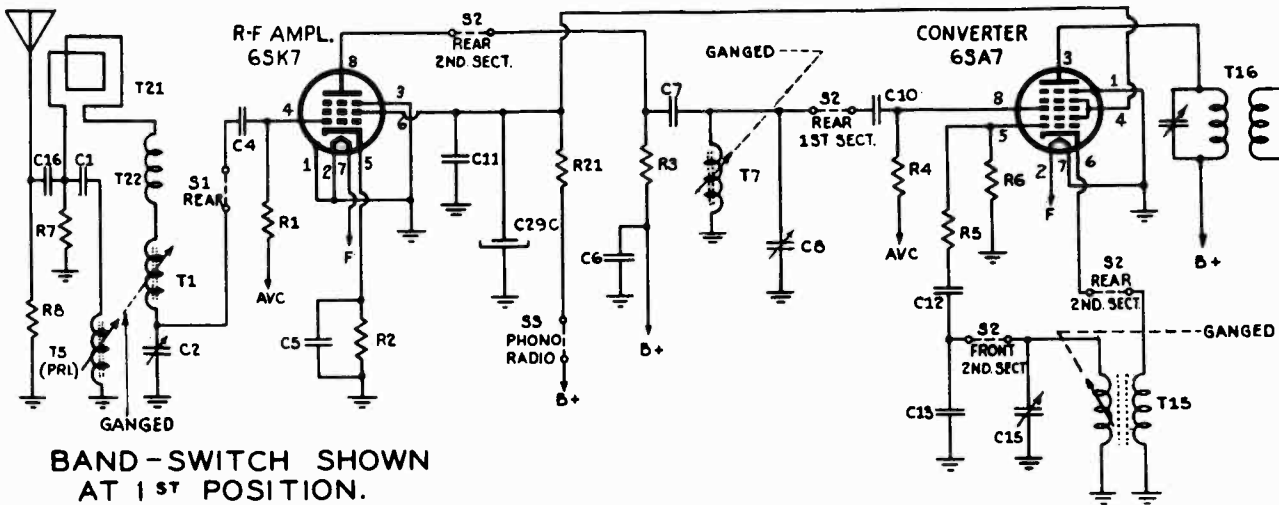 R-F AMPL.
6SK7
S2
REAR
2ND. SECT.
GANGED
CONVERTER
6SA7
T21
T16
C4
8
3
6
4
1
2
7
5
C7
S2
REAR
1ST SECT.
C10
3
1
4
8
5
2
7
6
C16
C1
T22
S1
REAR
R1
C11
R21
R3
T7
R4
R6
R7
F
C29C
C6
C8
F
R5
AVC
AVC
B+
R8
T1
C2
T5
(PRI.)
C5
R2
S3
PHONO
RADIO
B+
B+
C12
S2
REAR
2ND. SECT.
GANGED
S2
FRONT
2ND. SECT
C13
C15
T15
GANGED
BAND-SWITCH SHOWN
AT 1ST POSITION.